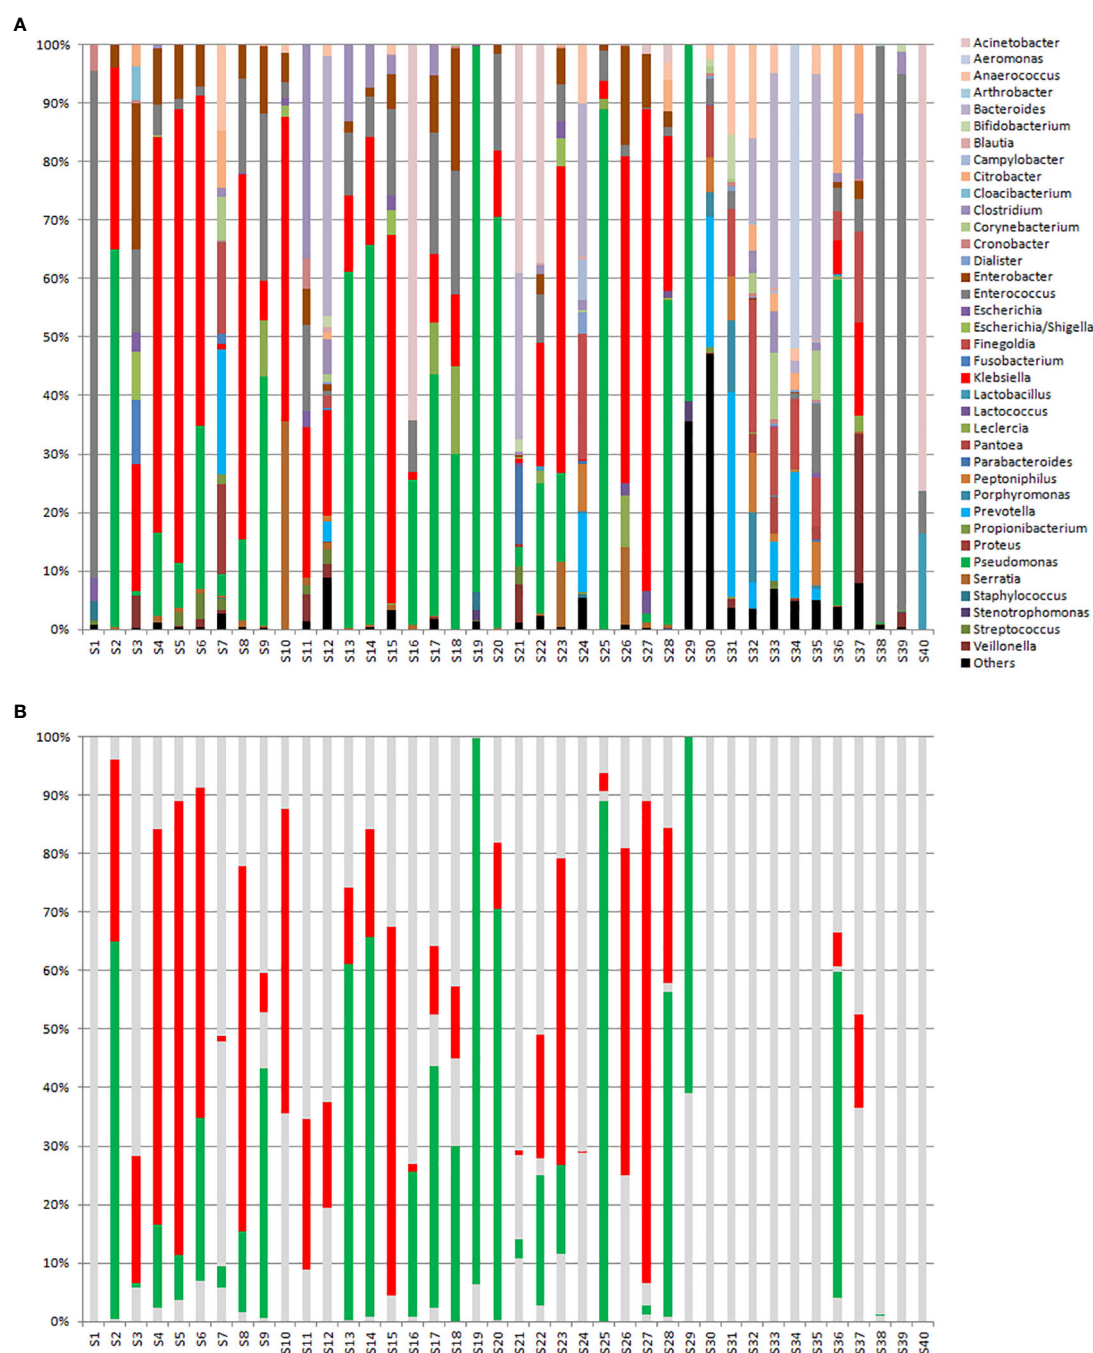 A
100%
90%
80%
70%
60%
50%
40%
30%
20%
10%
0%
S1 S2 S3 S4 S5 S6 S7 S8 S9 S10 S11 S12 S13 S14 S15 S16 S17 S18 S19 S20 S21 S22 S23 S24 S25 S26 S27 S28 S29 S30 S31 S32 S33 S34 S35 S36 S37 S38 S39 S40
Acinetobacter
Aeromonas
Anaerococcus
Arthrobacter
Bacteroides
Bifidobacterium
Blautia
Campylobacter
Citrobacter
Cloacibacterium
Clostridium
Corynebacterium
Cronobacter
Dialister
Enterobacter
Enterococcus
Escherichia
Escherichia/Shigella
Finegoldia
Fusobacterium
Klebsiella
Lactobacillus
Lactococcus
Leclercia
Pantoea
Parabacteroides
Peptoniphilus
Porphyromonas
Prevotella
Propionibacterium
Proteus
Pseudomonas
Serratia
Staphylococcus
Stenotrophomonas
Streptococcus
Veillonella
Others
B
100%
90%
80%
70%
60%
50%
40%
30%
20%
10%
0%
S1 S2 S3 S4 S5 S6 S7 S8 S9 S10 S11 S12 S13 S14 S15 S16 S17 S18 S19 S20 S21 S22 S23 S24 S25 S26 S27 S28 S29 S30 S31 S32 S33 S34 S35 S36 S37 S38 S39 S40